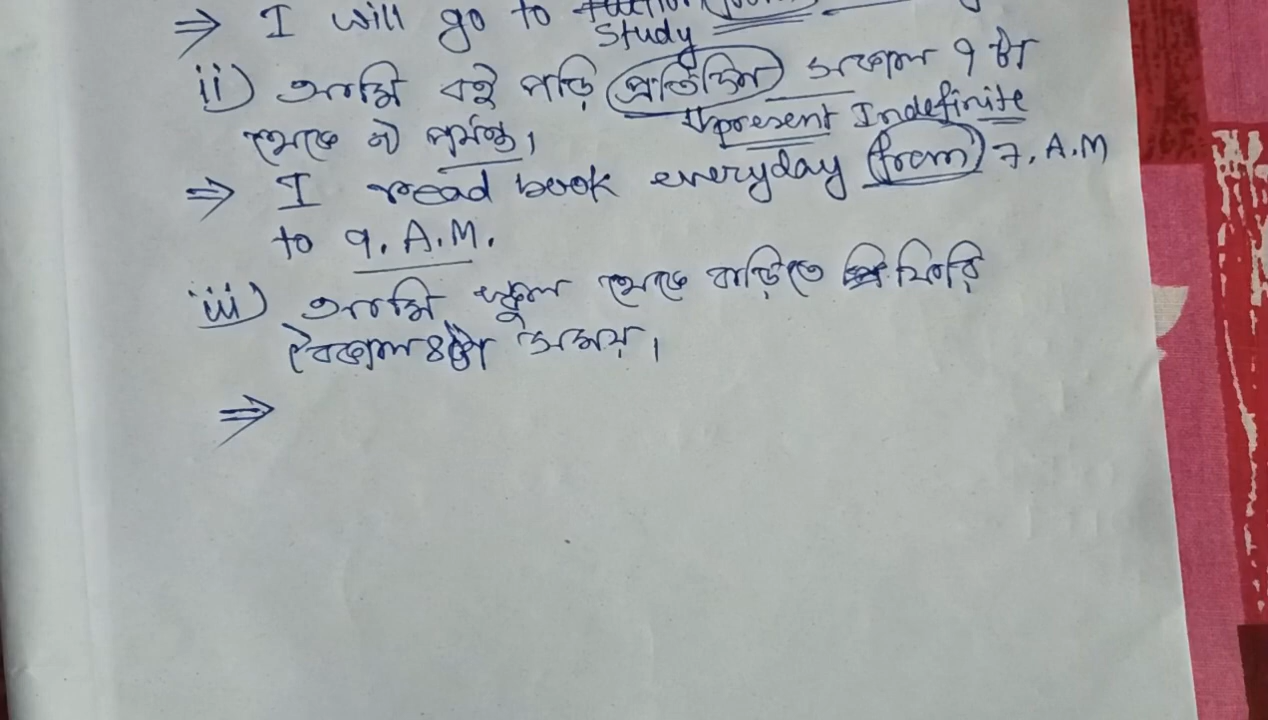 ⇒ I will go to
Study
ii) আমি বই পড়ি প্রতিদিন সকাল ৭ টা
থেকে ৯ পর্যন্ত।
present Indefinite
⇒ I read book everyday from 7. A.M
to 9. A.M.
iii) আমি স্কুল থেকে বাড়িতে ফিরি
বৈকাল ৪টা সময়।
⇒